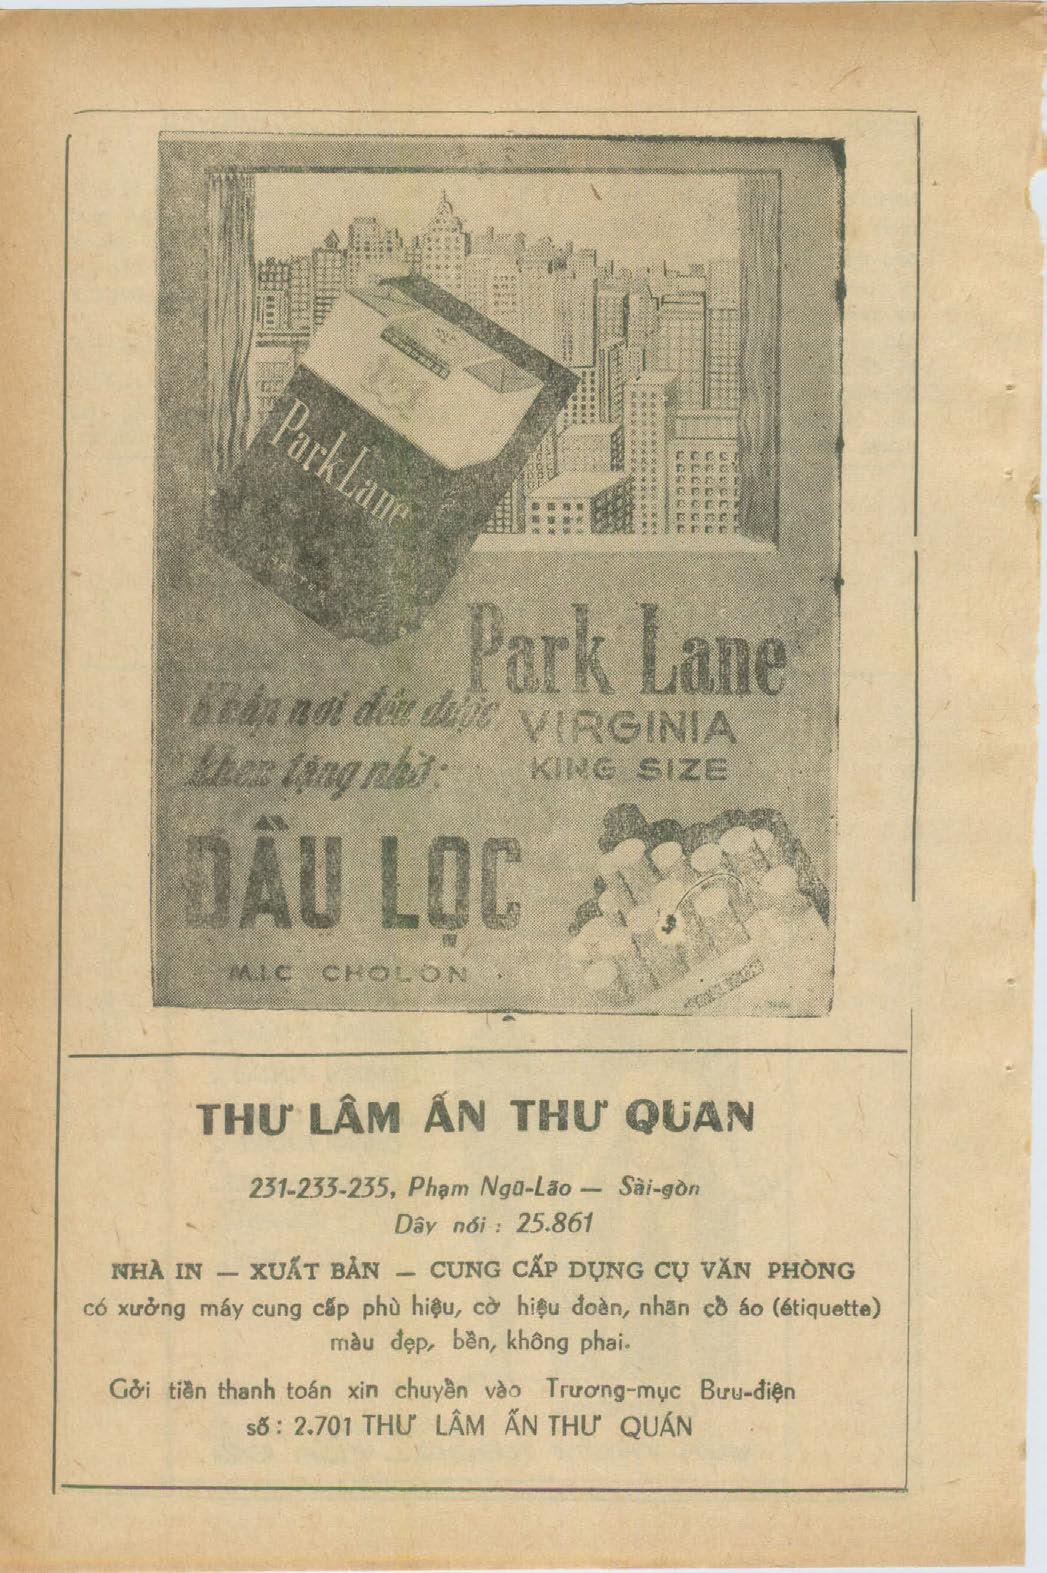 ParkLane
Park Lane
Khắp nơi đều được
VIRGINIA
khen tặng nhờ:
KING SIZE
DẦU LỌC
M.I.C CHOLON
THƯ LÂM ẤN THƯ QUAN
231-233-235, Phạm Ngũ-Lão — Sài-gòn
Dây nói : 25.861
NHÀ IN — XUẤT BẢN — CUNG CẤP DỤNG CỤ VĂN PHÒNG
có xưởng máy cung cấp phù hiệu, cờ hiệu đoàn, nhãn cổ áo (étiquette)
màu đẹp, bền, không phai.
Gởi tiền thanh toán xin chuyển vào Trương-mục Bưu-điện
số : 2.701 THƯ LÂM ẤN THƯ QUÁN